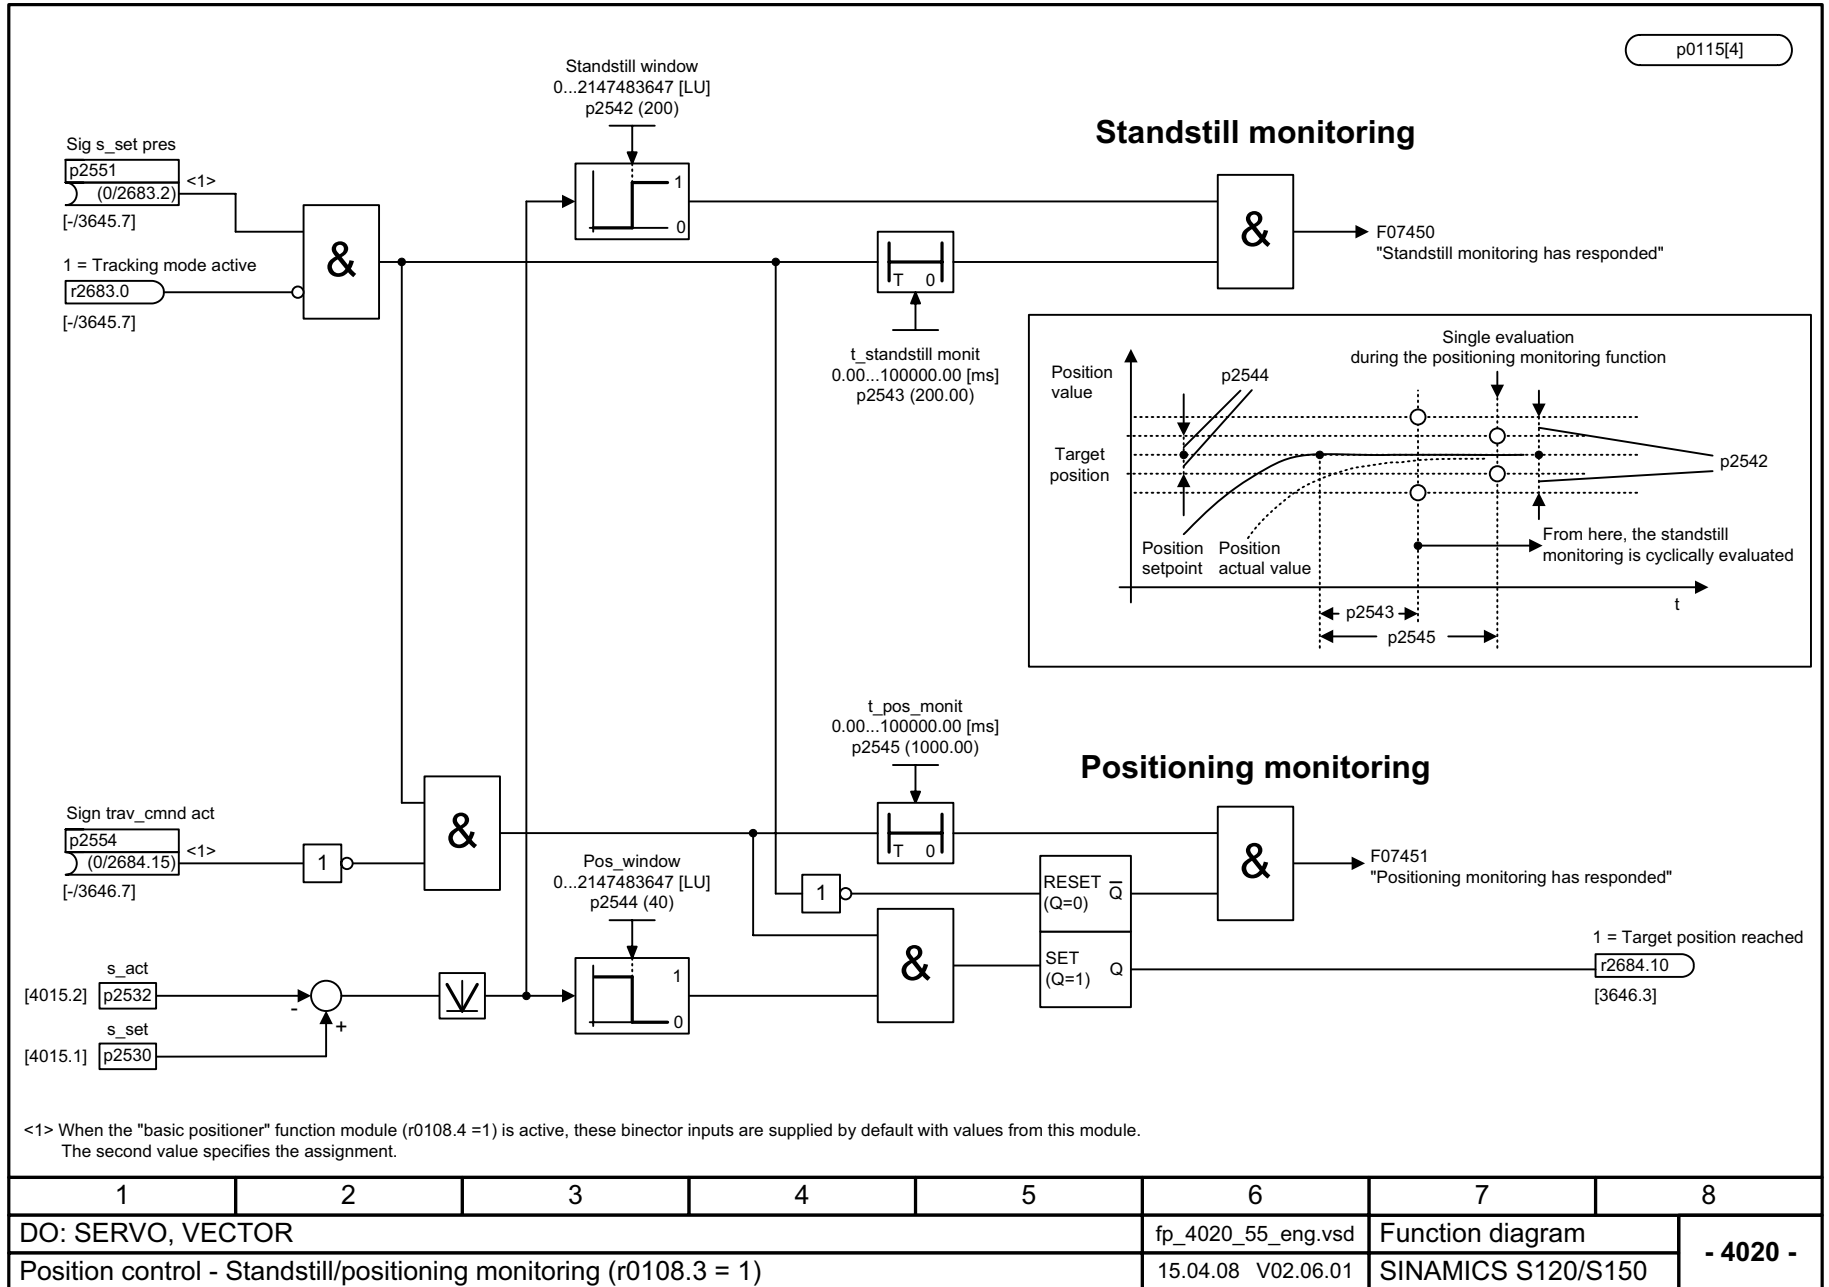 p0115[4]
Standstill window
0...2147483647 [LU]
p2542 (200)
Standstill monitoring
Sig s_set pres
p2551
(0/2683.2)
<1>
[-/3645.7]
1 = Tracking mode active
r2683.0
[-/3645.7]
&
1
0
T 0
&
F07450
"Standstill monitoring has responded"
t_standstill monit
0.00...100000.00 [ms]
p2543 (200.00)
Single evaluation
during the positioning monitoring function
Position
value
p2544
Target
position
p2542
Position
setpoint
Position
actual value
From here, the standstill
monitoring is cyclically evaluated
t
p2543
p2545
t_pos_monit
0.00...100000.00 [ms]
p2545 (1000.00)
Positioning monitoring
Sign trav_cmnd act
p2554
(0/2684.15)
<1>
[-/3646.7]
1
&
T 0
Pos_window
0...2147483647 [LU]
p2544 (40)
1
RESET Q̅
(Q=0)
SET Q
(Q=1)
&
F07451
"Positioning monitoring has responded"
&
1 = Target position reached
r2684.10
[3646.3]
s_act
[4015.2] p2532
-
+
s_set
[4015.1] p2530
1
0
<1> When the "basic positioner" function module (r0108.4 =1) is active, these binector inputs are supplied by default with values from this module.
The second value specifies the assignment.
1 2 3 4 5 6 7 8
DO: SERVO, VECTOR
fp_4020_55_eng.vsd
Function diagram
- 4020 -
Position control - Standstill/positioning monitoring (r0108.3 = 1)
15.04.08 V02.06.01
SINAMICS S120/S150